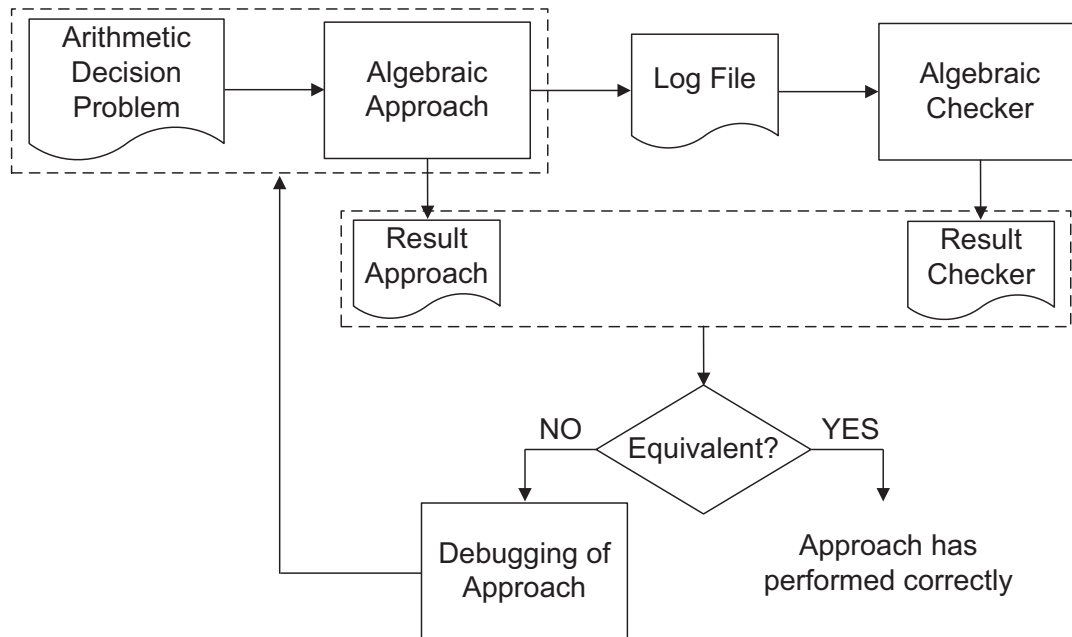 Arithmetic
Decision
Problem
Algebraic
Approach
Log File
Algebraic
Checker
Result
Approach
Result
Checker
NO
Equivalent?
YES
Debugging of
Approach
Approach has
performed correctly